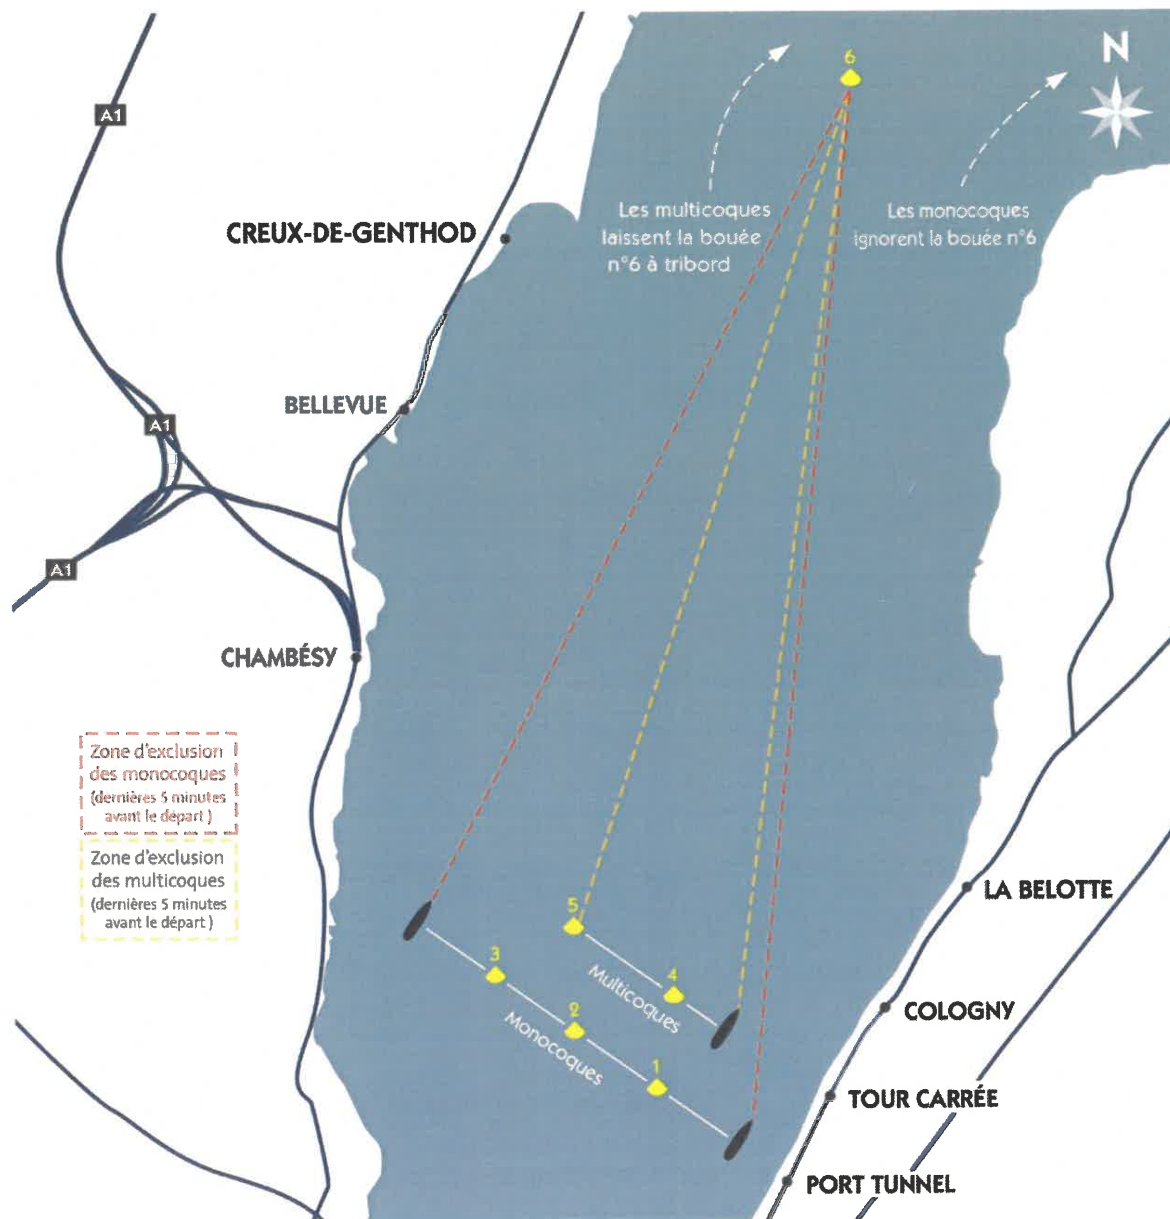 6
N
A1
Les multicoques
laissent la bouée
n°6 à tribord
Les monocoques
ignorent la bouée n°6
CREUX-DE-GENTHOD
BELLEVUE
A1
A1
CHAMBÉSY
Zone d'exclusion
des monocoques
(dernières 5 minutes
avant le départ )
Zone d'exclusion
des multicoques
(dernières 5 minutes
avant le départ )
LA BELOTTE
5
4
3
Multicoques
2
1
Monocoques
COLOGNY
TOUR CARRÉE
PORT TUNNEL